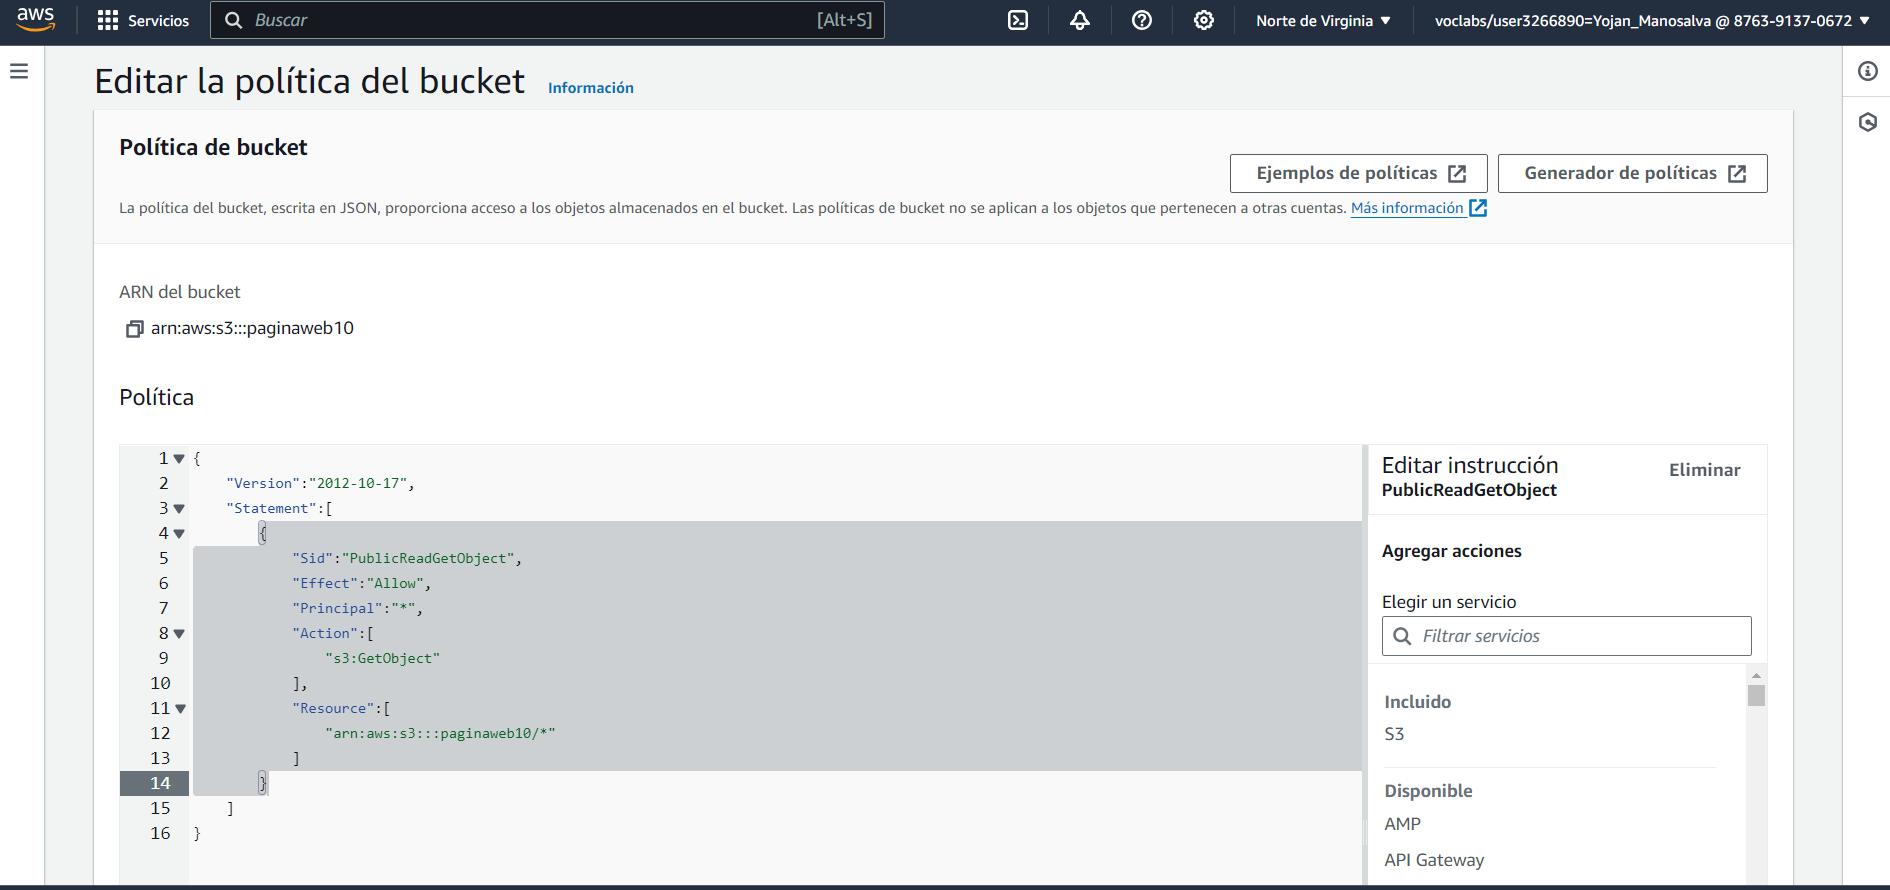 aws Servicios Buscar [Alt+S] Norte de Virginia voclabs/user3266890=Yojan_Manosalva @ 8763-9137-0672
Editar la política del bucket Información
Política de bucket
Ejemplos de políticas Generador de políticas
La política del bucket, escrita en JSON, proporciona acceso a los objetos almacenados en el bucket. Las políticas de bucket no se aplican a los objetos que pertenecen a otras cuentas. Más información
ARN del bucket
arn:aws:s3:::paginaweb10
Política
1 {
2 "Version":"2012-10-17",
3 "Statement":[
4 {
5 "Sid":"PublicReadGetObject",
6 "Effect":"Allow",
7 "Principal":"*",
8 "Action":[
9 "s3:GetObject"
10 ],
11 "Resource":[
12 "arn:aws:s3:::paginaweb10/*"
13 ]
14 }
15 ]
16 }
Editar instrucción Eliminar
PublicReadGetObject
Agregar acciones
Elegir un servicio
Filtrar servicios
Incluido
S3
Disponible
AMP
API Gateway